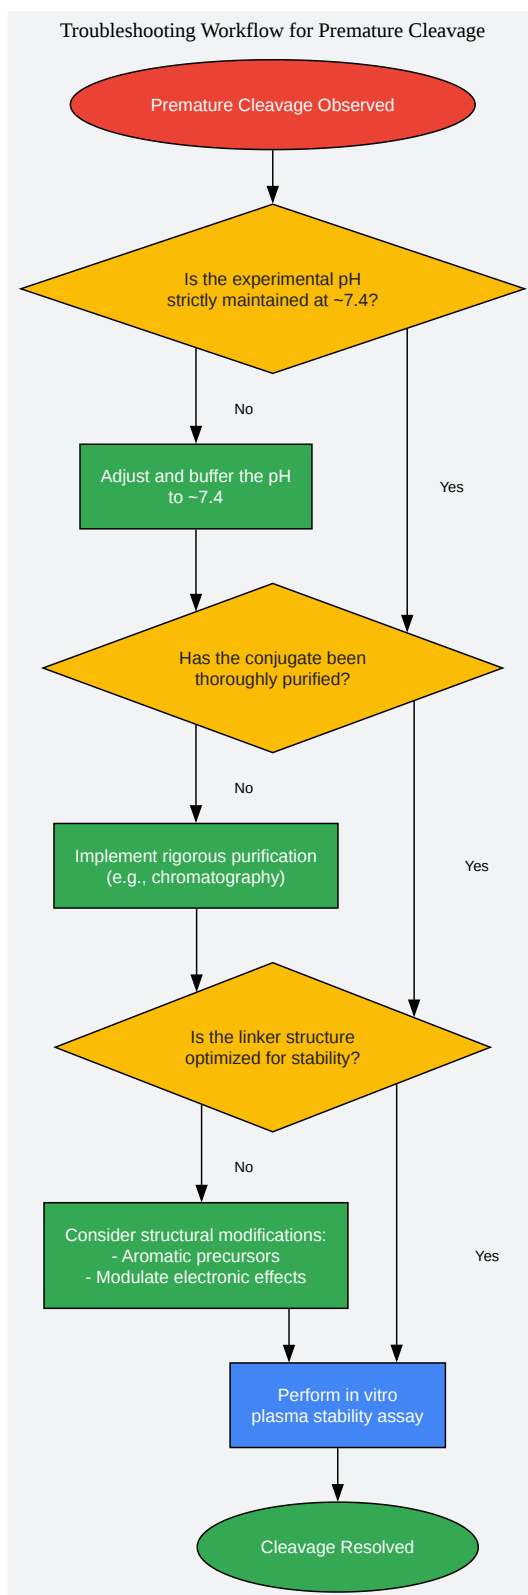 Troubleshooting Workflow for Premature Cleavage
Premature Cleavage Observed
Is the experimental pH
strictly maintained at ~7.4?
No
Adjust and buffer the pH
to ~7.4
Yes
Has the conjugate been
thoroughly purified?
No
Implement rigorous purification
(e.g., chromatography)
Yes
Is the linker structure
optimized for stability?
No
Consider structural modifications:
- Aromatic precursors
- Modulate electronic effects
Yes
Perform in vitro
plasma stability assay
Cleavage Resolved